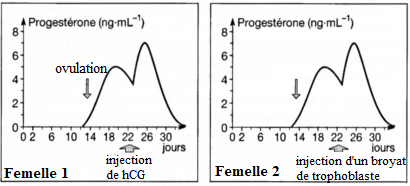 Progestérone (ng·mL⁻¹)
8
6
4
2
0
ovulation
0 2 6 10 14 18 22 26 30
jours
injection
de hCG
Femelle 1
Progestérone (ng·mL⁻¹)
8
6
4
2
0
0 2 6 10 14 18 22 26 30
jours
injection d'un broyat
de trophoblaste
Femelle 2